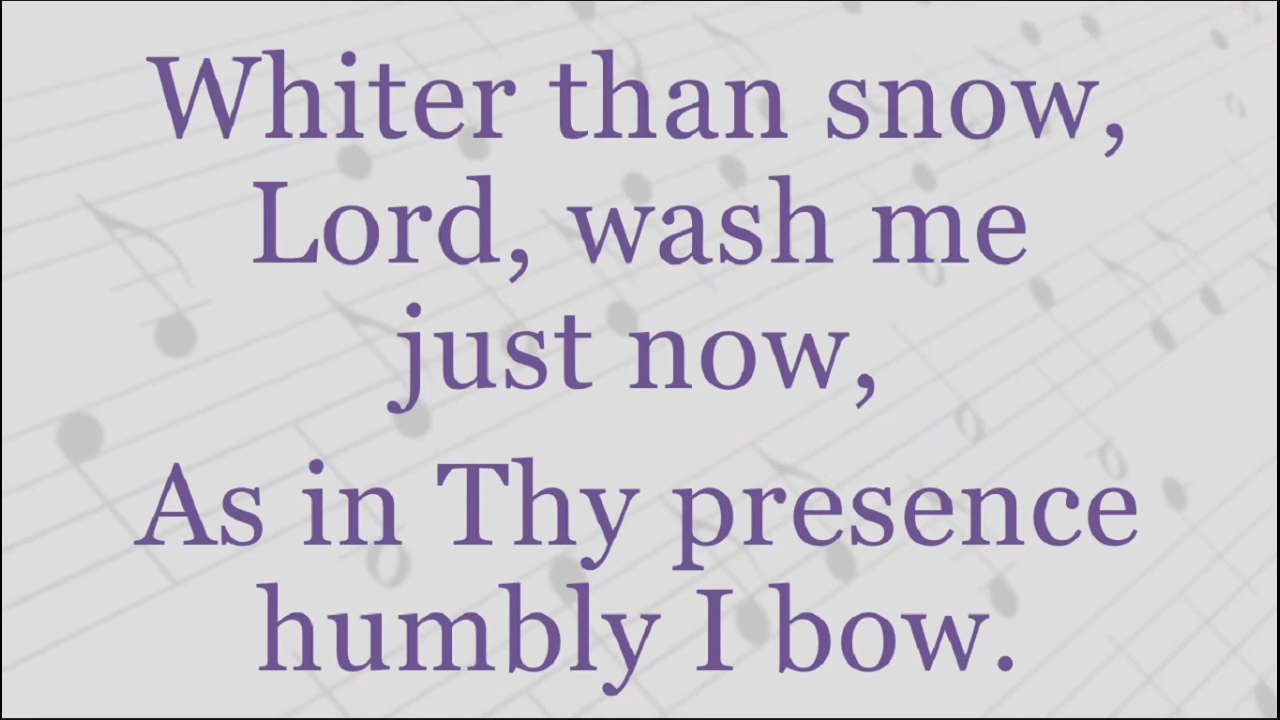 Whiter than snow,
Lord, wash me
just now,
As in Thy presence
humbly I bow.